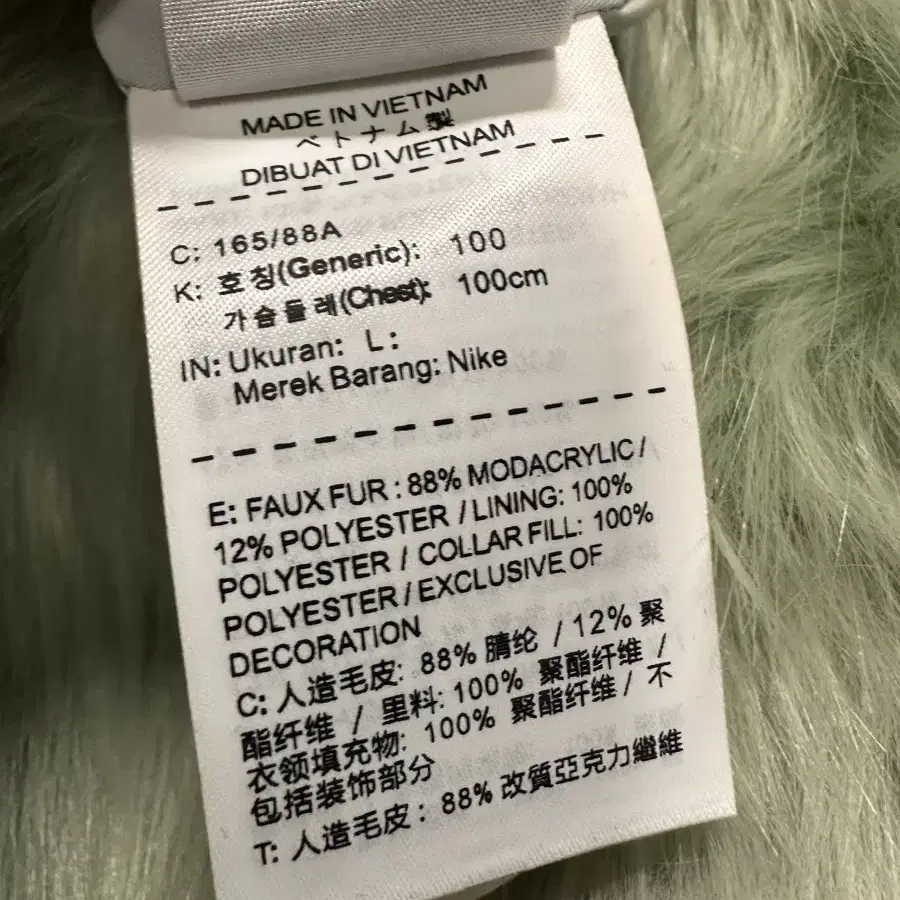 MADE IN VIETNAM
ベトナム製
DIBUAT DI VIETNAM
C: 165/88A
K: 호칭(Generic): 100
가슴둘레(Chest): 100cm
IN: Ukuran: L:
Merek Barang: Nike
E: FAUX FUR : 88% MODACRYLIC /
12% POLYESTER / LINING: 100%
POLYESTER / COLLAR FILL: 100%
POLYESTER / EXCLUSIVE OF
DECORATION
C: 人造毛皮: 88% 腈纶 / 12% 聚
酯纤维 / 里料: 100% 聚酯纤维 /
衣领填充物: 100% 聚酯纤维 / 不
包括装饰部分
T: 人造毛皮 : 88% 改質亞克力繼維